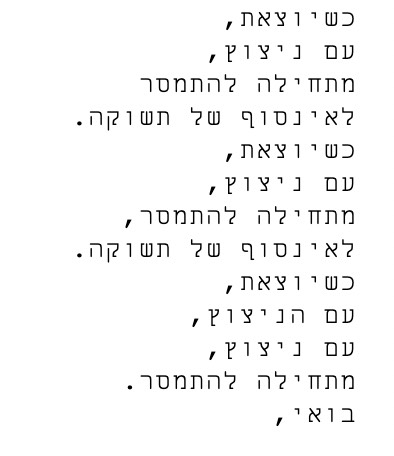 כשיוצאת,
עם ניצוץ,
מתחילה להתמסר
לאינסוף של תשוקה.
כשיוצאת,
עם ניצוץ,
מתחילה להתמסר,
לאינסוף של תשוקה.
כשיוצאת,
עם הניצוץ,
עם ניצוץ,
מתחילה להתמסר.
בואי,